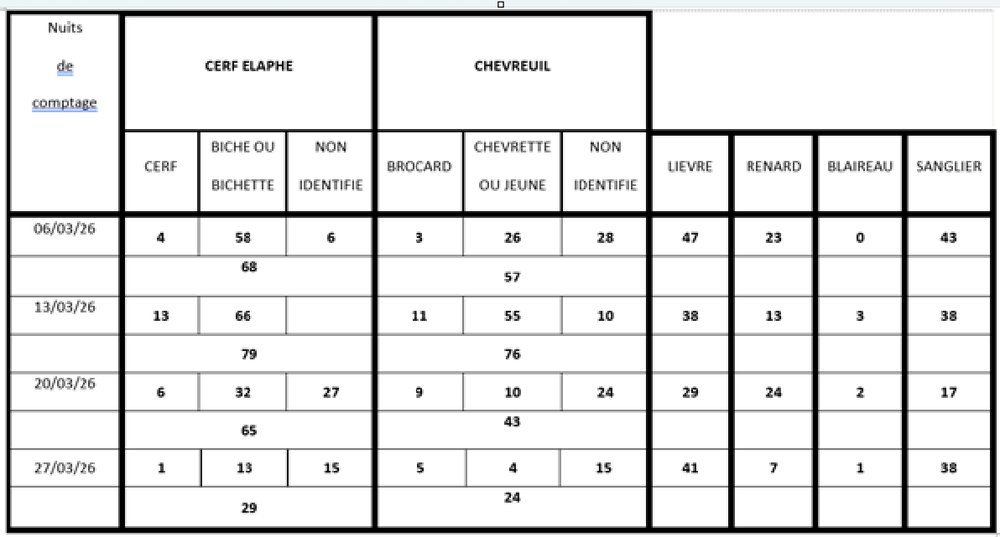 Nuits
de
comptage
CERF ELAPHE
CHEVREUIL
CERF
BICHE OU
BICHETTE
NON
IDENTIFIE
BROCARD
CHEVRETTE
OU JEUNE
NON
IDENTIFIE
LIEVRE
RENARD
BLAIREAU
SANGLIER
06/03/26 4 58 6 3 26 28 47 23 0 43
68 57
13/03/26 13 66 11 55 10 38 13 3 38
79 76
20/03/26 6 32 27 9 10 24 29 24 2 17
65 43
27/03/26 1 13 15 5 4 15 41 7 1 38
29 24